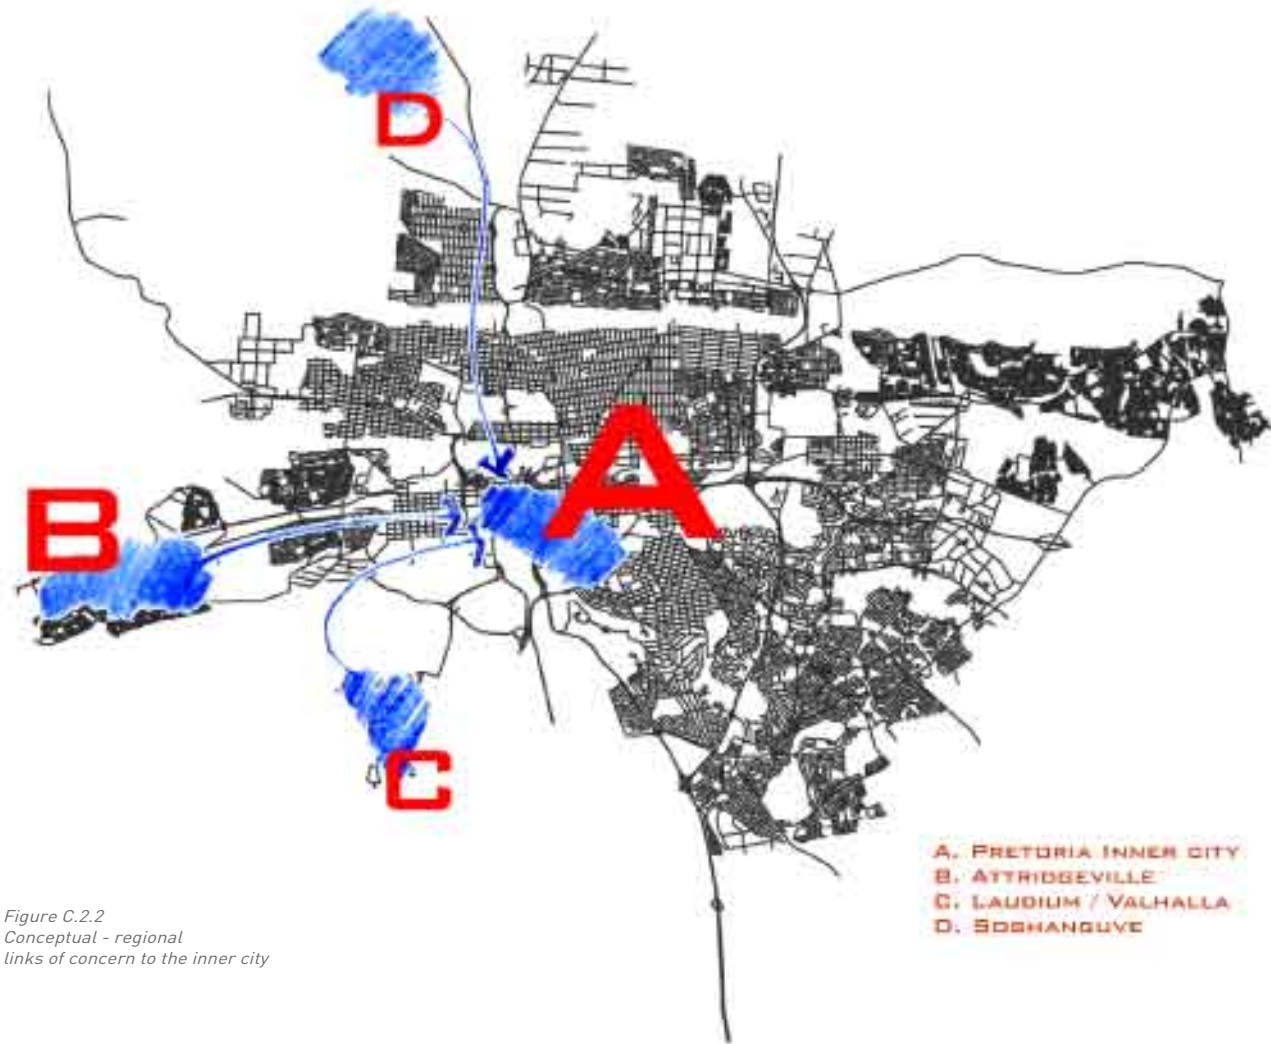 D
A
B
C
A. PRETORIA INNER CITY
B. ATTRIDGEVILLE
C. LAUDIUM / VALHALLA
D. SOSHANGUVE
Figure C.2.2
Conceptual - regional
links of concern to the inner city